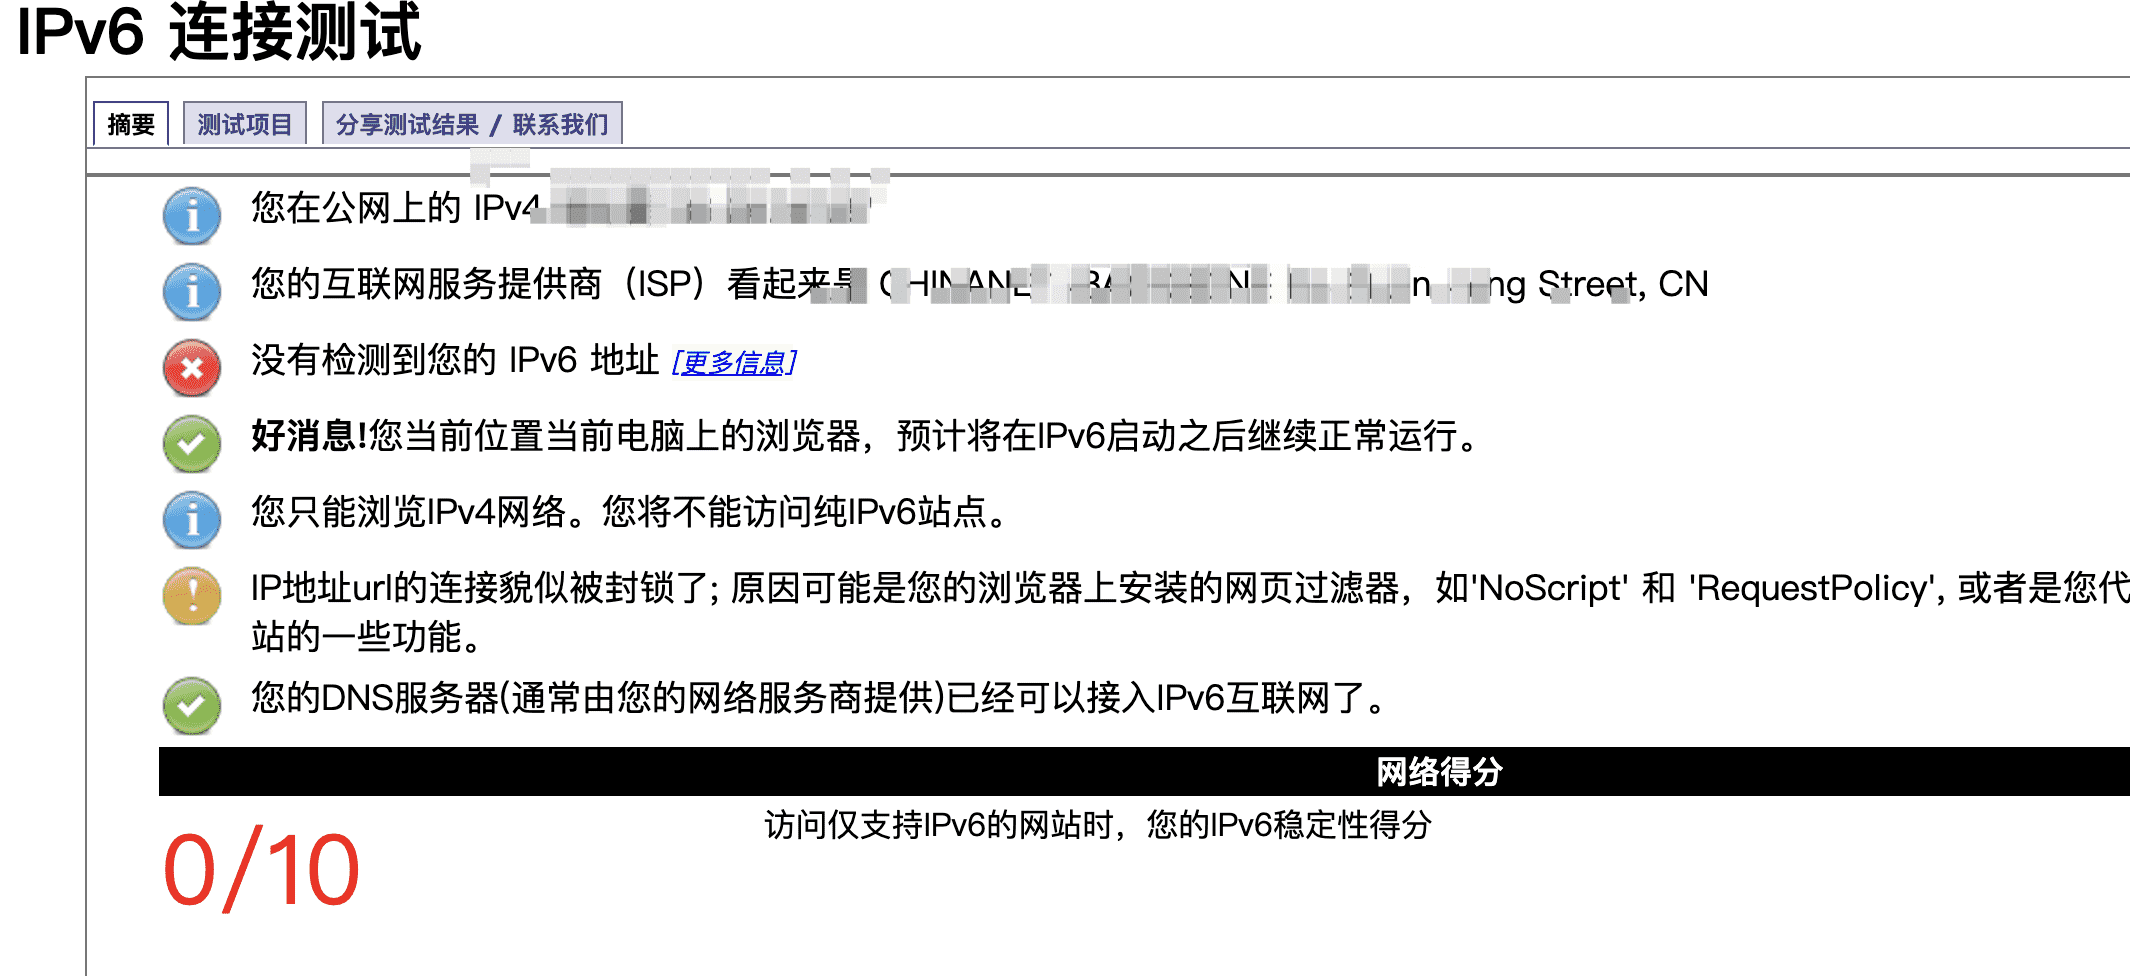 IPv6 连接测试
摘要 测试项目 分享测试结果 / 联系我们
您在公网上的 IPv4
您的互联网服务提供商（ISP）看起来是 Street, CN
没有检测到您的 IPv6 地址 [更多信息]
好消息!您当前位置当前电脑上的浏览器，预计将在IPv6启动之后继续正常运行。
您只能浏览IPv4网络。您将不能访问纯IPv6站点。
IP地址url的连接貌似被封锁了; 原因可能是您的浏览器上安装的网页过滤器，如'NoScript' 和 'RequestPolicy', 或者是您代
站的一些功能。
您的DNS服务器(通常由您的网络服务商提供)已经可以接入IPv6互联网了。
网络得分
0/10 访问仅支持IPv6的网站时，您的IPv6稳定性得分